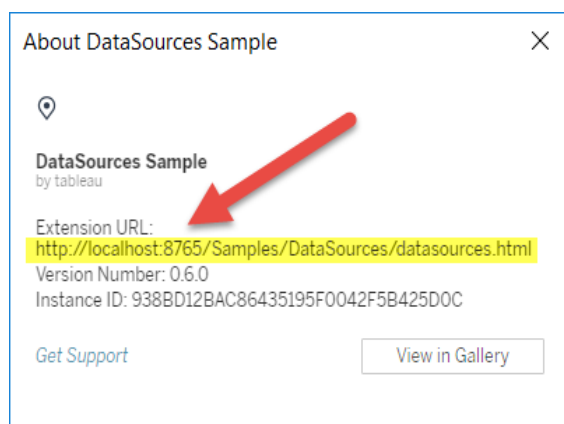 About DataSources Sample
DataSources Sample
by tableau
Extension URL:
http://localhost:8765/Samples/DataSources/datasources.html
Version Number: 0.6.0
Instance ID: 938BD12BAC86435195F0042F5B425D0C
Get Support
View in Gallery